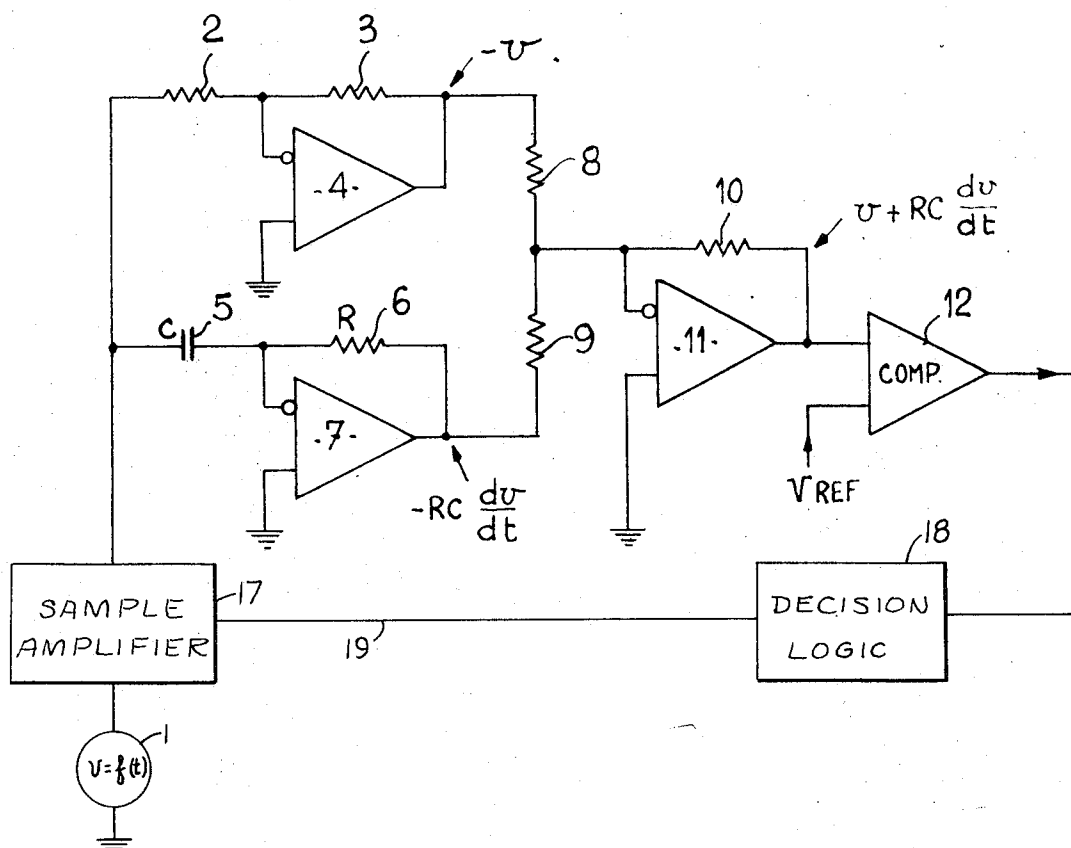 2
3
-v .
8
-4-
10
v + RC dv/dt
C
5
R
6
9
-11-
12
COMP.
-7-
-RC dv/dt
VREF
18
17
SAMPLE
AMPLIFIER
19
DECISION
LOGIC
1
v=f(t)